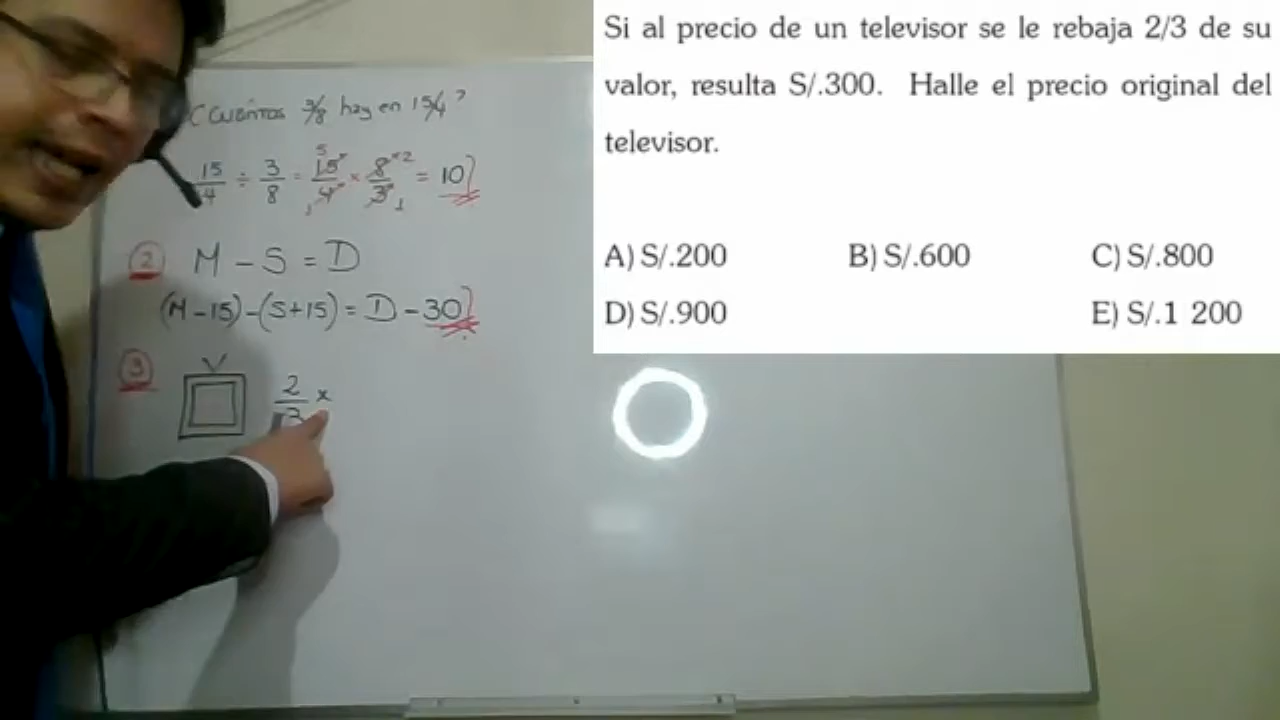 Si al precio de un televisor se le rebaja 2/3 de su
valor, resulta S/.300. Halle el precio original del
televisor.
A) S/.200 B) S/.600 C) S/.800
D) S/.900 E) S/.1 200
¿Cuántos 3/8 hay en 15/4?
15/4 ÷ 3/8 = 15/4 × 8/3 = 10
2 M - S = D
(M - 15) - (S + 15) = D - 30
3 2/3 x